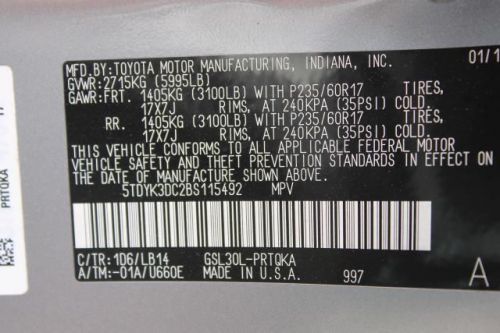 MFD. BY: TOYOTA MOTOR MANUFACTURING, INDIANA, INC. 01/1
GVWR: 2715KG (5995LB)
GAWR: FRT. 1405KG (3100LB) WITH P235/60R17 TIRES,
17X7J RIMS, AT 240KPA (35PSI) COLD.
RR. 1405KG (3100LB) WITH P235/60R17 TIRES,
17X7J RIMS, AT 240KPA (35PSI) COLD.
THIS VEHICLE CONFORMS TO ALL APPLICABLE FEDERAL MOTOR
VEHICLE SAFETY AND THEFT PREVENTION STANDARDS IN EFFECT
ON THE DATE OF MANUFACTURE SHOWN ABOVE.
5TDYK3DC2BS115492 MPV
C/TR: 1D6/LB14 GSL30L-PRTQKA
A/TM: -01A/U660E MADE IN U.S.A. 997 A
PRTQKA